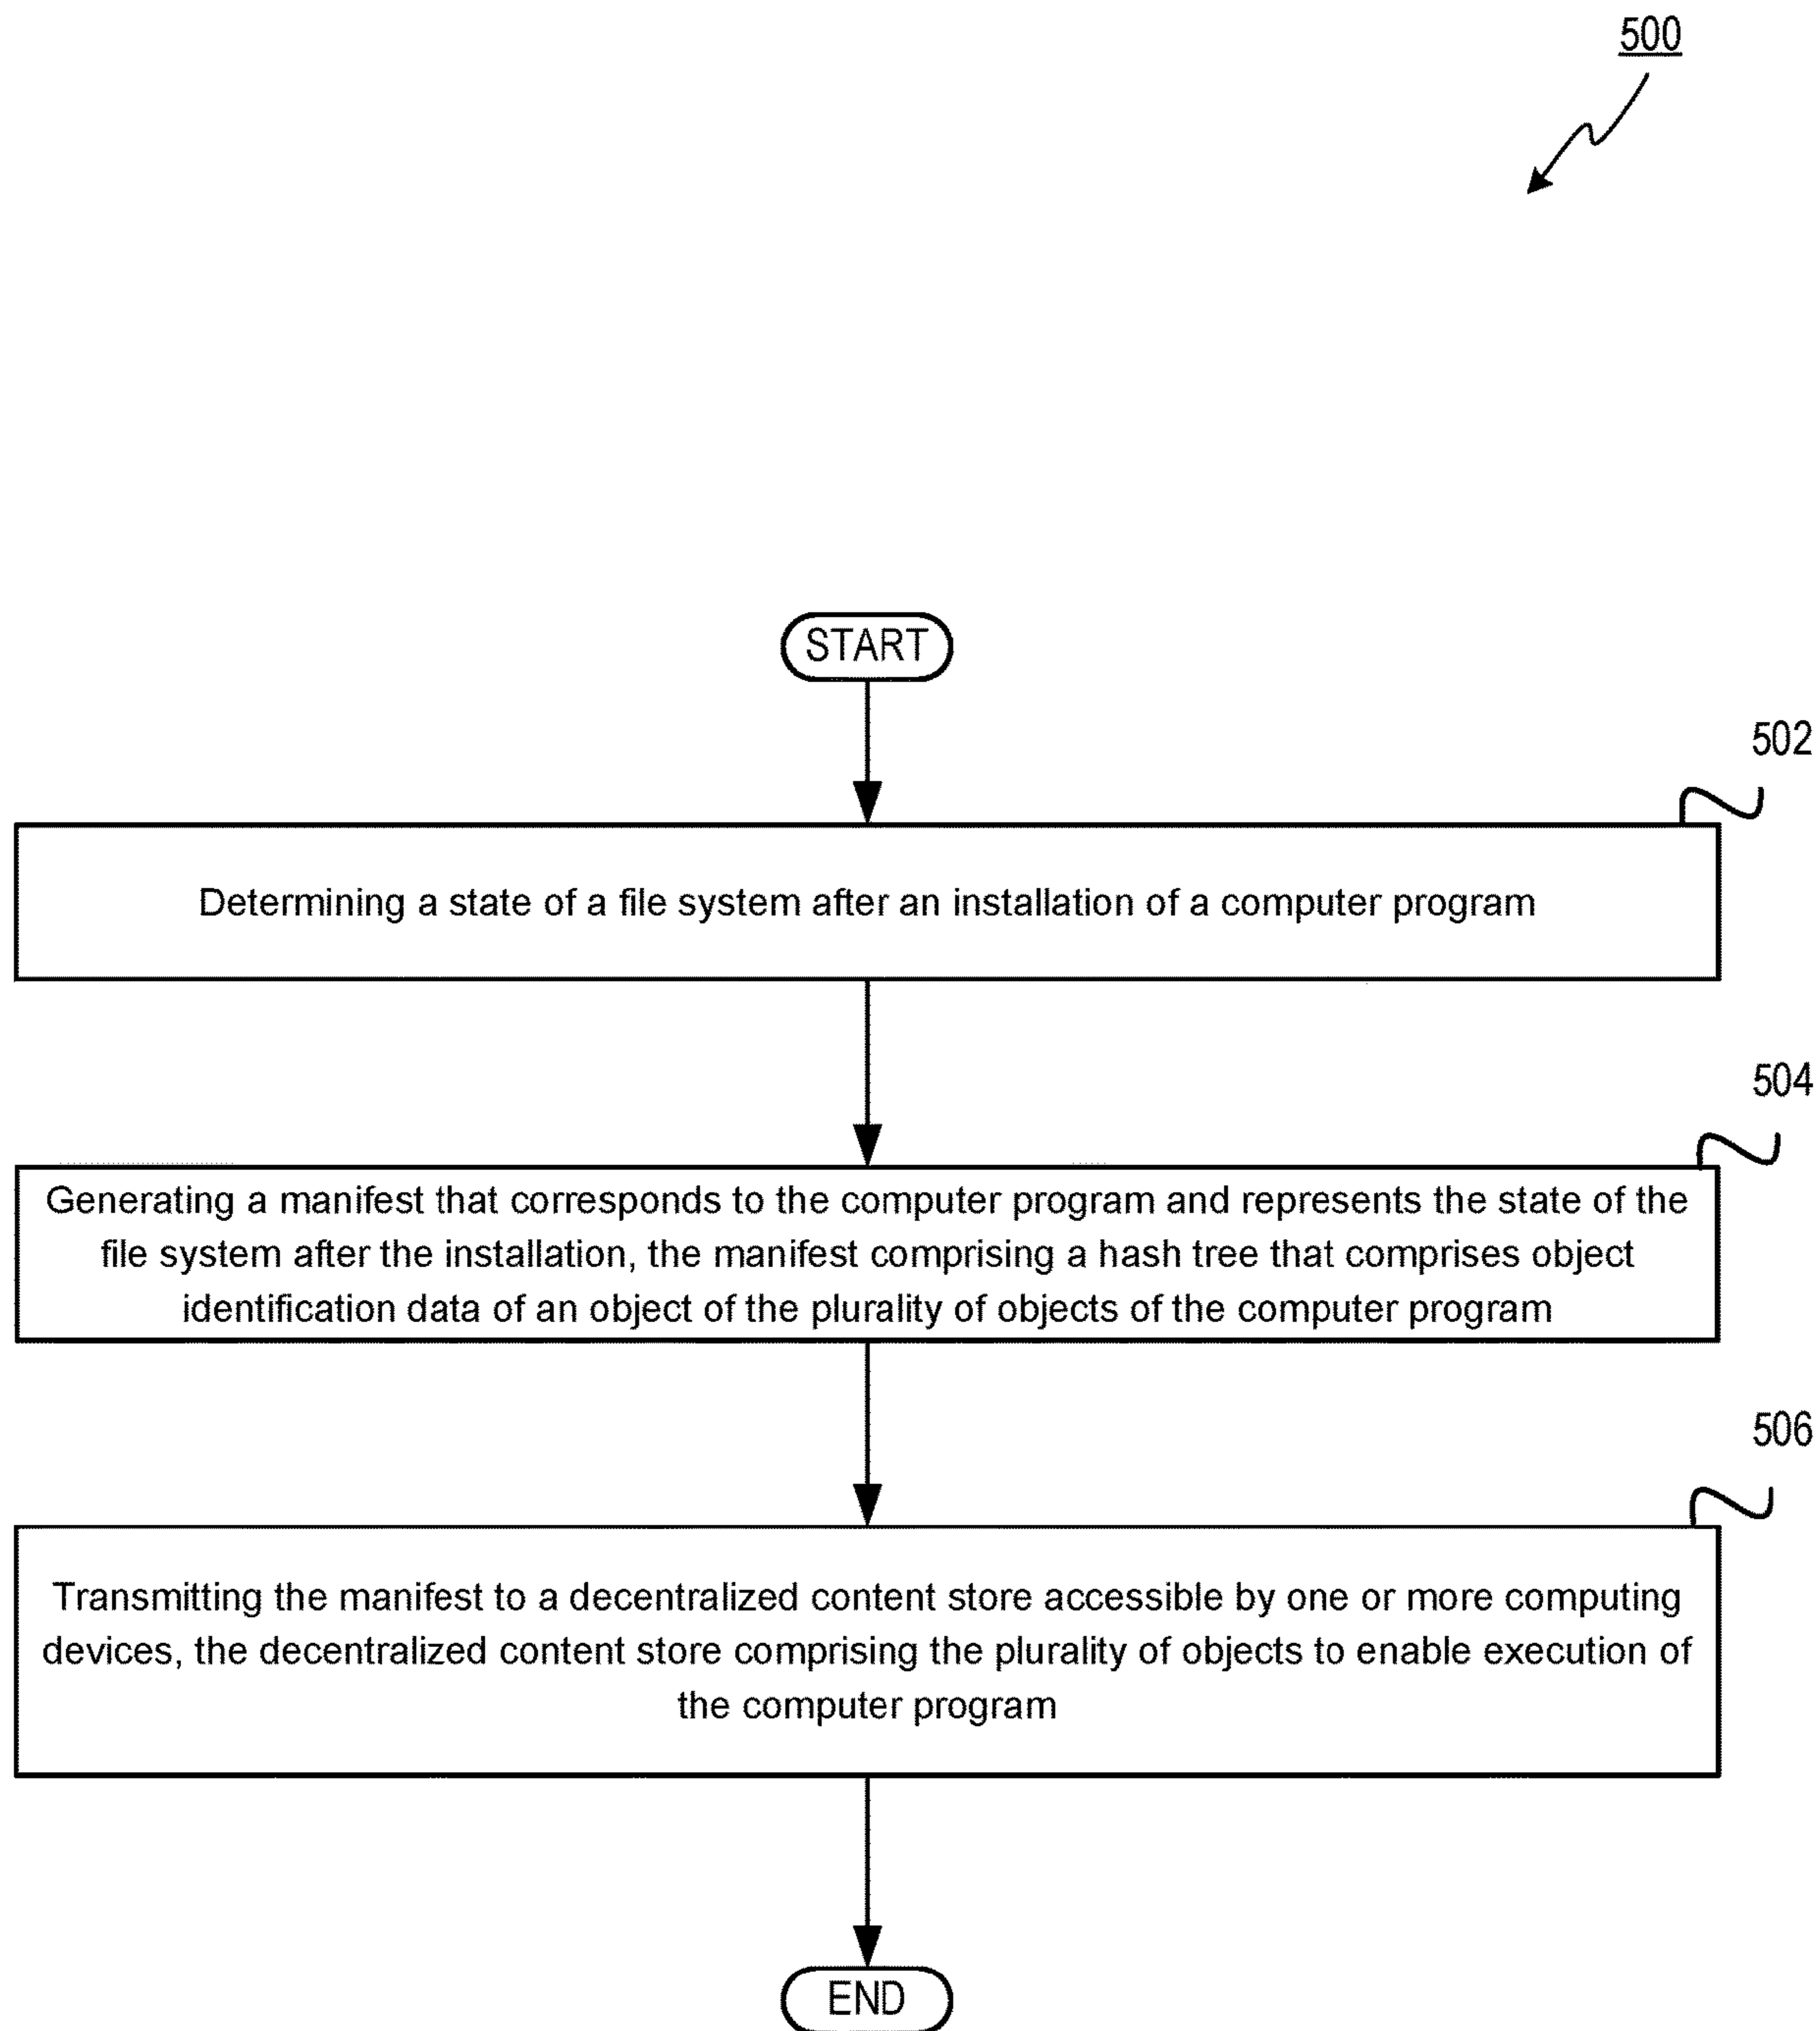 500
START
502
Determining a state of a file system after an installation of a computer program
504
Generating a manifest that corresponds to the computer program and represents the state of the
file system after the installation, the manifest comprising a hash tree that comprises object
identification data of an object of the plurality of objects of the computer program
506
Transmitting the manifest to a decentralized content store accessible by one or more computing
devices, the decentralized content store comprising the plurality of objects to enable execution of
the computer program
END